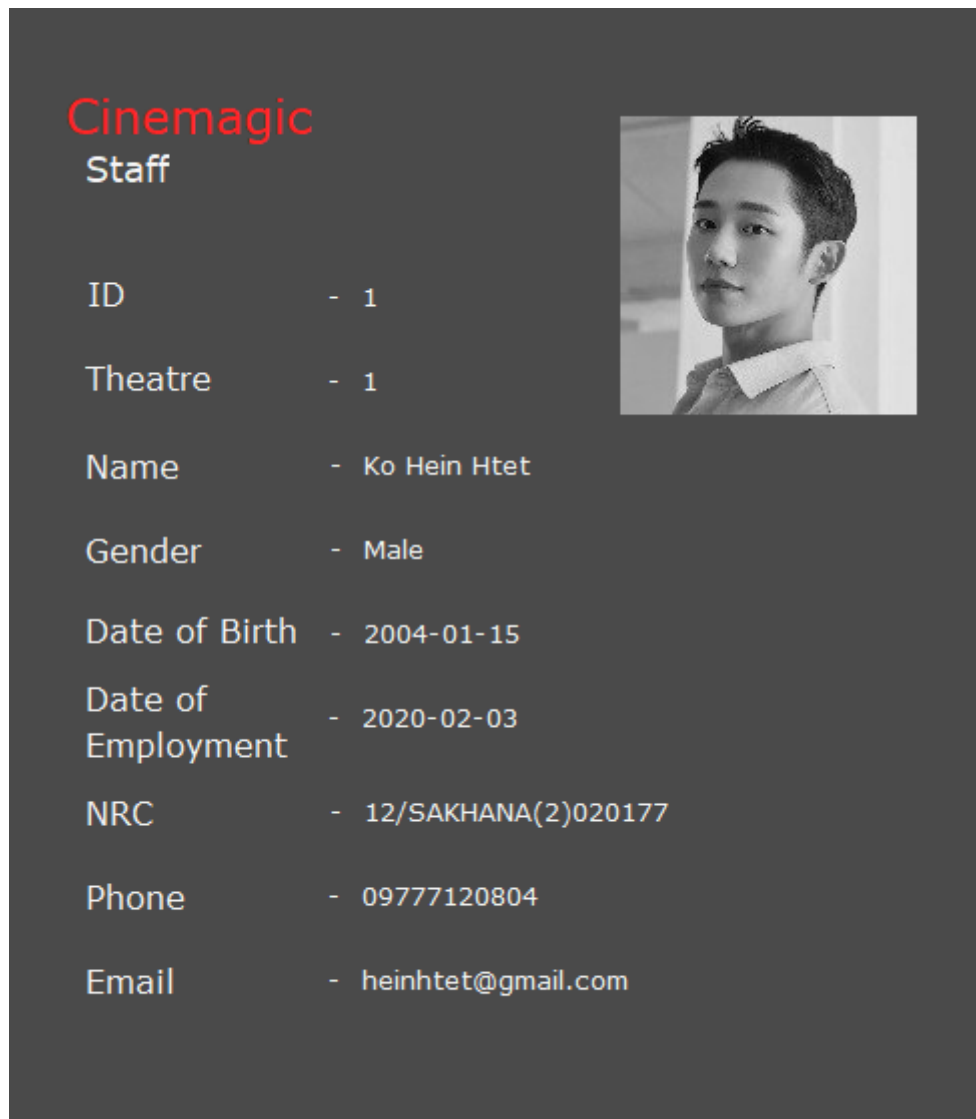 Cinemagic
Staff
ID - 1
Theatre - 1
Name - Ko Hein Htet
Gender - Male
Date of Birth - 2004-01-15
Date of
Employment - 2020-02-03
NRC - 12/SAKHANA(2)020177
Phone - 09777120804
Email - heinhtet@gmail.com